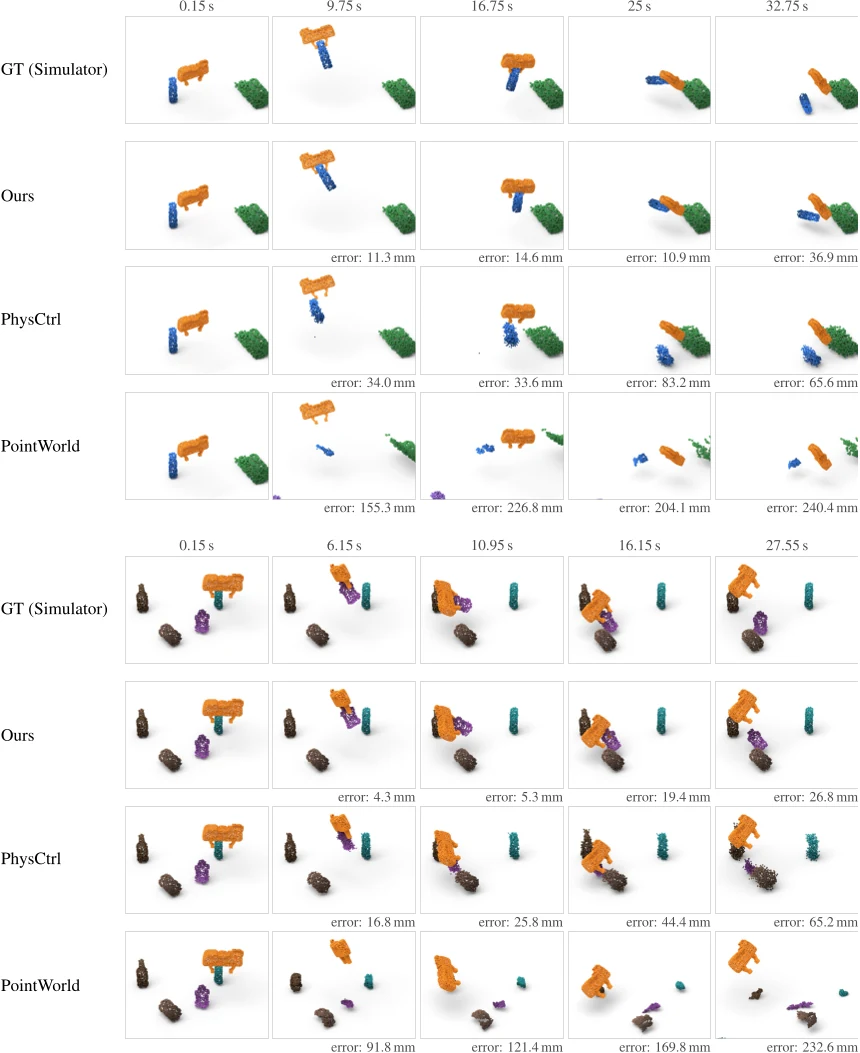 0.15 s 9.75 s 16.75 s 25 s 32.75 s
GT (Simulator)
Ours
error: 11.3 mm error: 14.6 mm error: 10.9 mm error: 36.9 mm
PhysCtrl
error: 34.0 mm error: 33.6 mm error: 83.2 mm error: 65.6 mm
PointWorld
error: 155.3 mm error: 226.8 mm error: 204.1 mm error: 240.4 mm
0.15 s 6.15 s 10.95 s 16.15 s 27.55 s
GT (Simulator)
Ours
error: 4.3 mm error: 5.3 mm error: 19.4 mm error: 26.8 mm
PhysCtrl
error: 16.8 mm error: 25.8 mm error: 44.4 mm error: 65.2 mm
PointWorld
error: 91.8 mm error: 121.4 mm error: 169.8 mm error: 232.6 mm